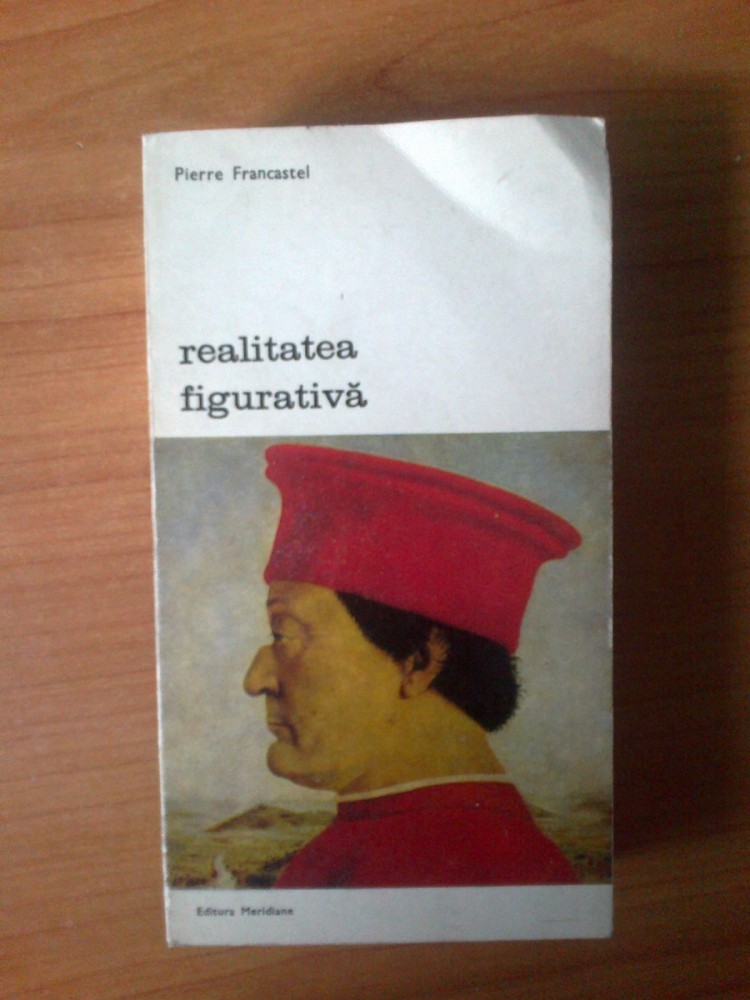 Pierre Francastel
realitatea
figurativă
Editura Meridiane